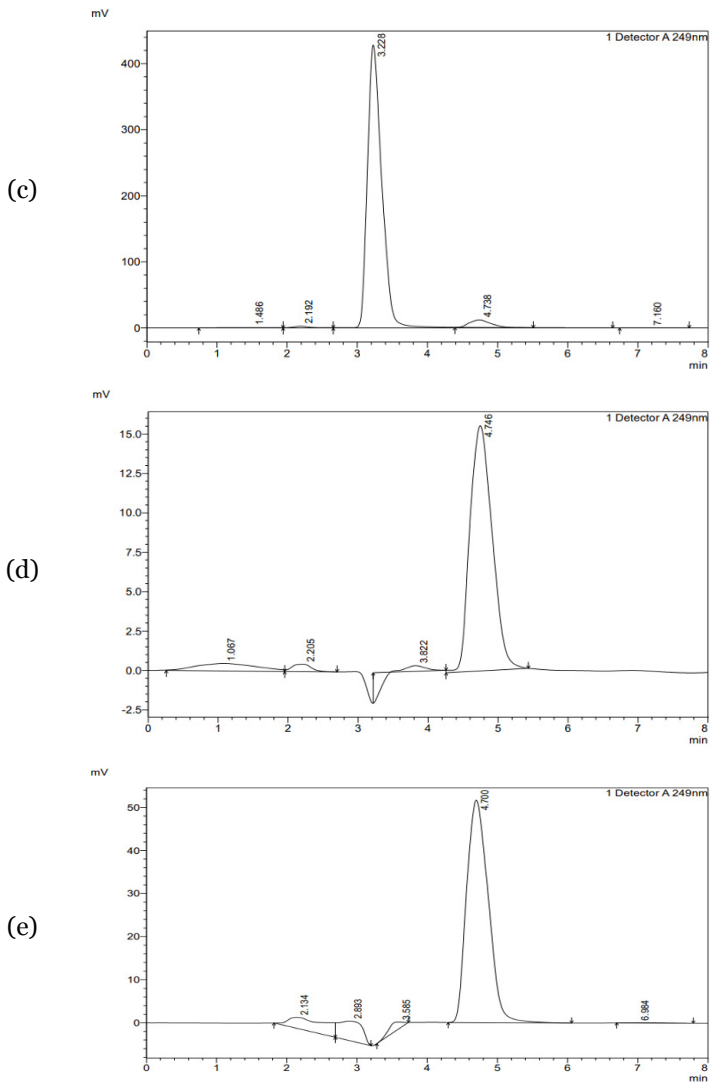 mV
1 Detector A 249nm
3.228
400
300
(c)
200
100
1.486
2.192
4.738
7.160
0
0 1 2 3 4 5 6 7 8
min
mV
1 Detector A 249nm
4.746
15.0
12.5
10.0
(d)
7.5
5.0
2.5
1.067
2.205
3.822
0.0
-2.5
0 1 2 3 4 5 6 7 8
min
mV
1 Detector A 249nm
4.700
50
40
30
(e)
20
10
2.134
2.893
3.585
6.984
0
0 1 2 3 4 5 6 7 8
min